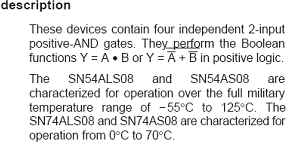 description
These devices contain four independent 2-input
positive-AND gates. They perform the Boolean
functions Y = A • B or Y = A̅ + B̅ in positive logic.
The SN54ALS08 and SN54AS08 are
characterized for operation over the full military
temperature range of −55°C to 125°C. The
SN74ALS08 and SN74AS08 are characterized for
operation from 0°C to 70°C.